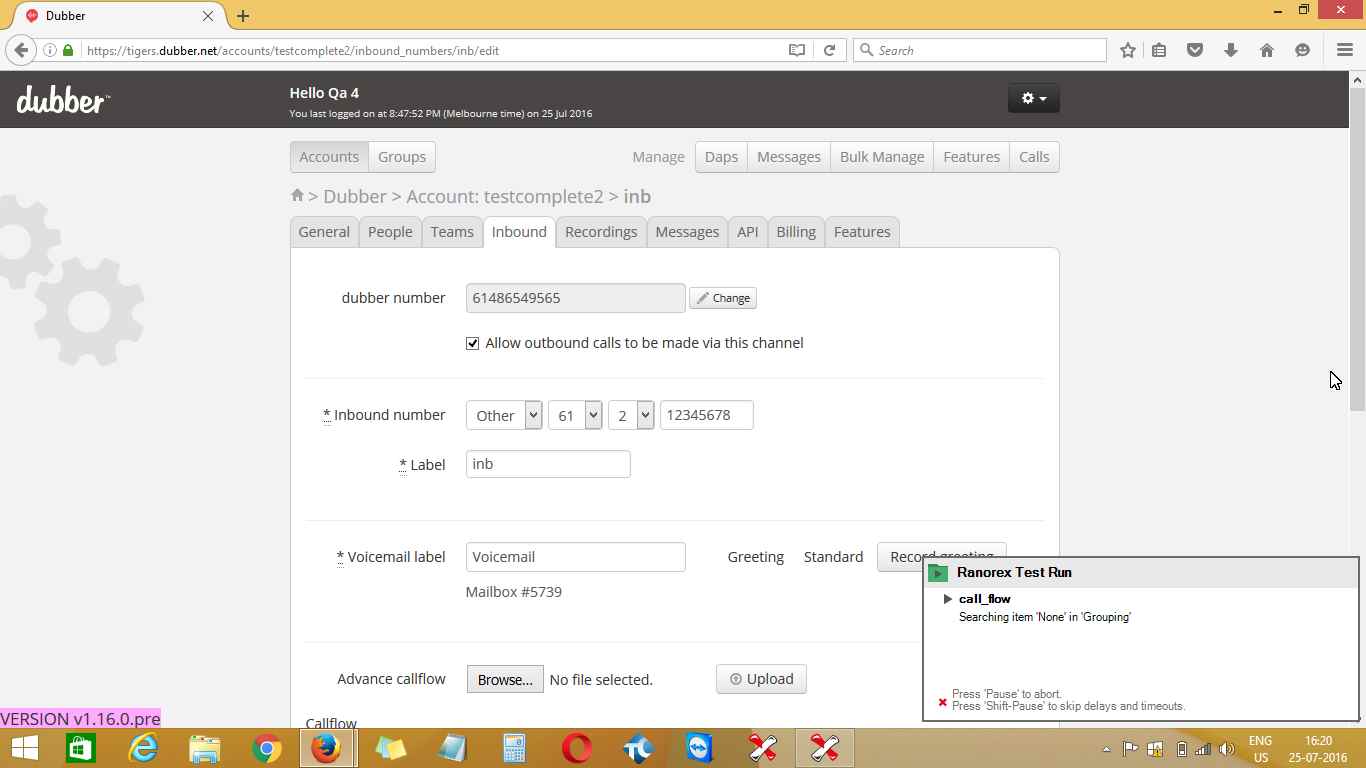 Dubber
https://tigers.dubber.net/accounts/testcomplete2/inbound_numbers/inb/edit
Search
dubber™
Hello Qa 4
You last logged on at 8:47:52 PM (Melbourne time) on 25 Jul 2016
Accounts Groups
Manage Daps Messages Bulk Manage Features Calls
> Dubber > Account: testcomplete2 > inb
General People Teams Inbound Recordings Messages API Billing Features
dubber number 61486549565 Change
Allow outbound calls to be made via this channel
* Inbound number Other 61 2 12345678
* Label inb
* Voicemail label Voicemail Greeting Standard Record greeting
Mailbox #5739
Ranorex Test Run
call_flow
Searching item 'None' in 'Grouping'
Press 'Pause' to abort.
Press 'Shift-Pause' to skip delays and timeouts.
Advance callflow Browse... No file selected. Upload
Callflow
VERSION v1.16.0.pre
ENG
US
16:20
25-07-2016